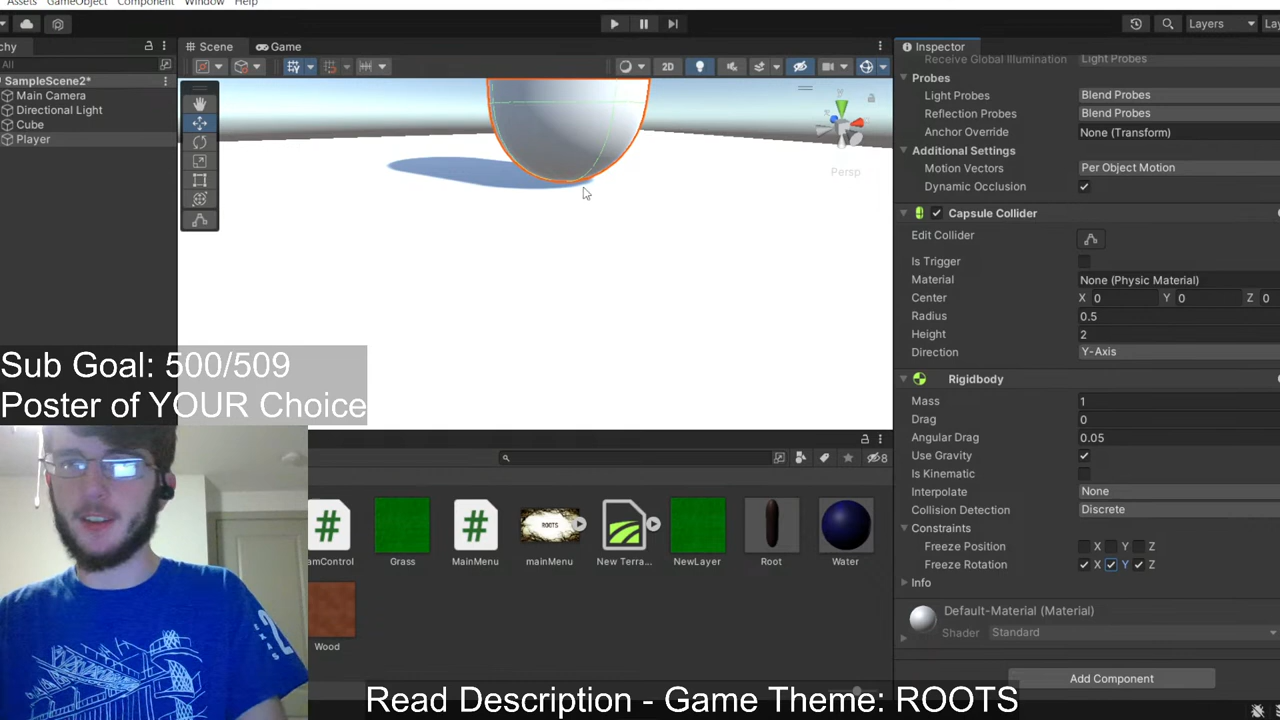 Assets GameObject Component Window Help
Layers Lay
chy Scene Game Inspector
All 2D
SampleScene2*
Main Camera
Directional Light
Cube
Player
Persp
Receive Global Illumination Light Probes
Probes
Light Probes Blend Probes
Reflection Probes Blend Probes
Anchor Override None (Transform)
Additional Settings
Motion Vectors Per Object Motion
Dynamic Occlusion
Capsule Collider
Edit Collider
Is Trigger
Material None (Physic Material)
Center X 0 Y 0 Z 0
Radius 0.5
Height 2
Direction Y-Axis
Rigidbody
Mass 1
Drag 0
Angular Drag 0.05
Use Gravity
Is Kinematic
Interpolate None
Collision Detection Discrete
Constraints
Freeze Position X Y Z
Freeze Rotation X Y Z
Info
Default-Material (Material)
Shader Standard
Add Component
Sub Goal: 500/509
Poster of YOUR Choice
8
ROOTS
amControl Grass MainMenu mainMenu New Terra... NewLayer Root Water
Wood
Read Description - Game Theme: ROOTS